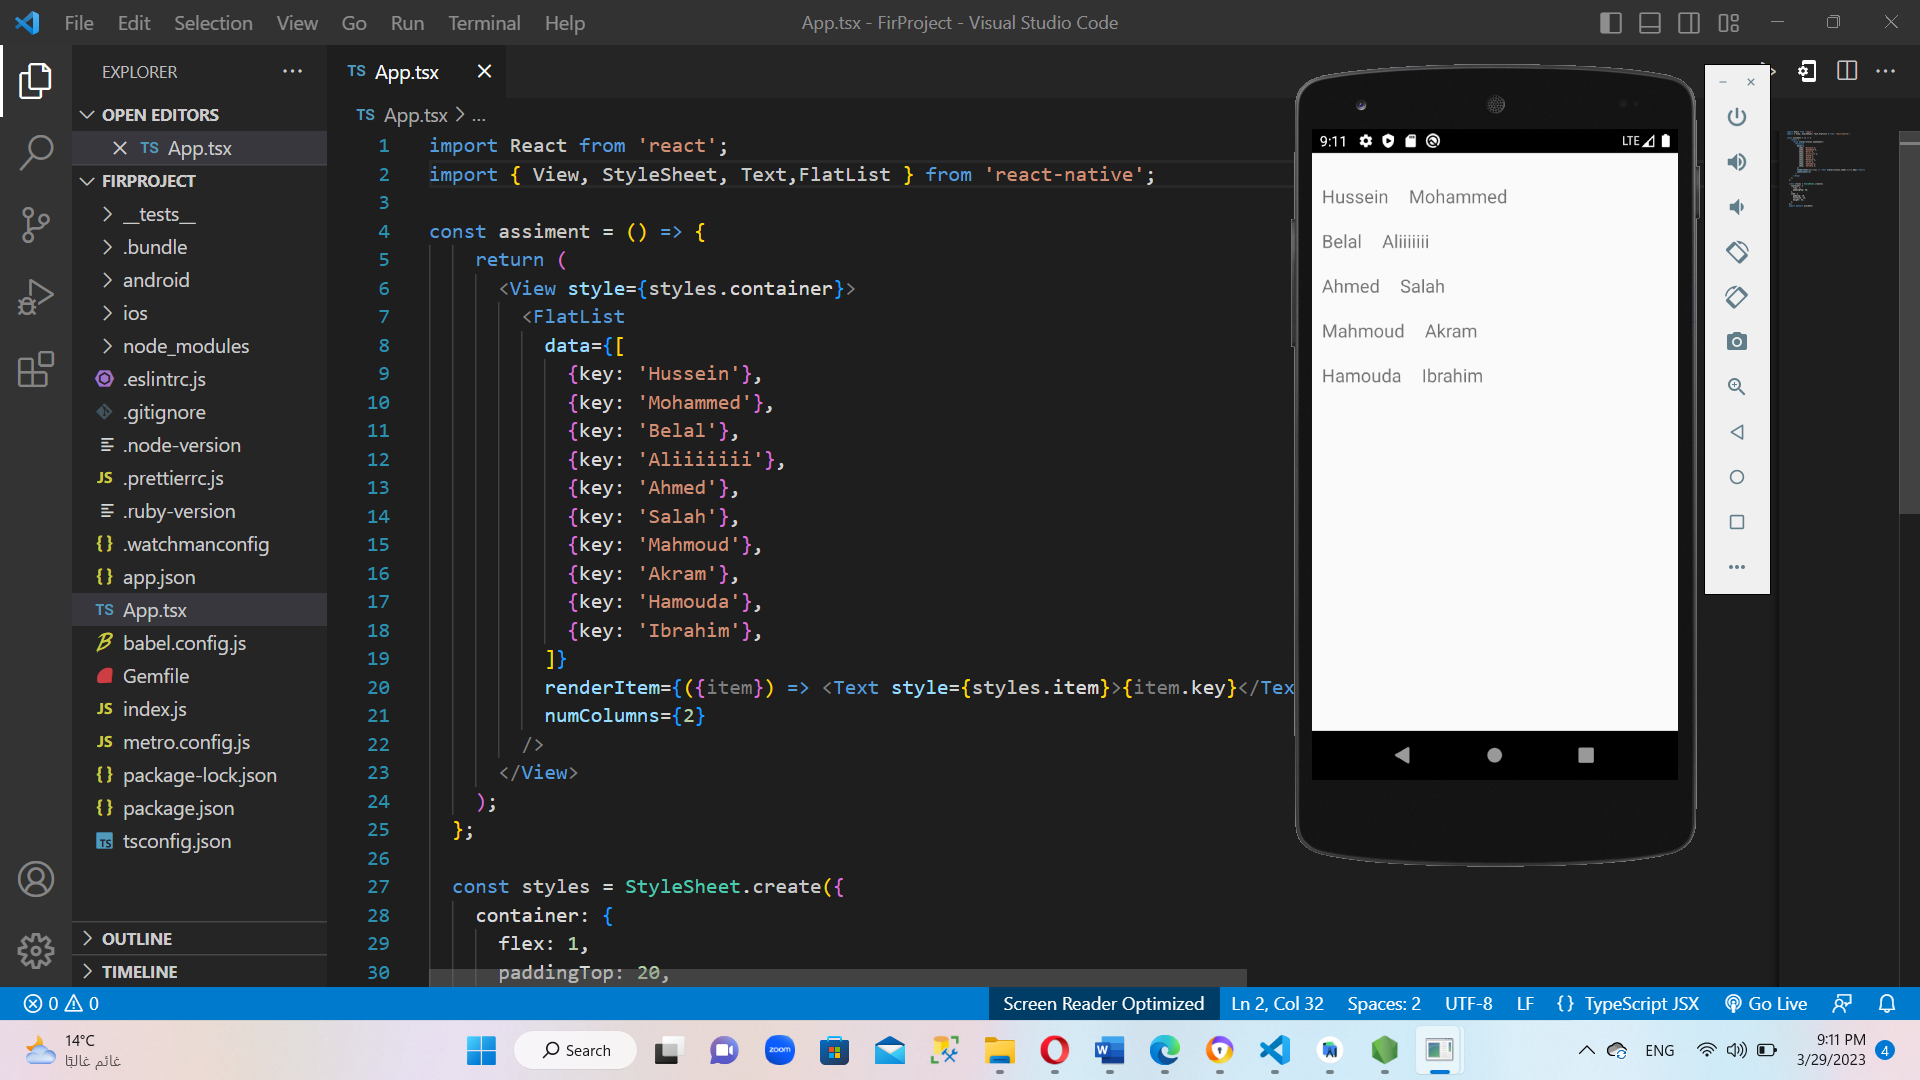 File Edit Selection View Go Run Terminal Help
App.tsx - FirProject - Visual Studio Code
EXPLORER
OPEN EDITORS
TS App.tsx
FIRPROJECT
__tests__
.bundle
android
ios
node_modules
.eslintrc.js
.gitignore
.node-version
JS .prettierrc.js
.ruby-version
{} .watchmanconfig
{} app.json
TS App.tsx
babel.config.js
Gemfile
JS index.js
JS metro.config.js
{} package-lock.json
{} package.json
TS tsconfig.json
OUTLINE
TIMELINE
TS App.tsx
TS App.tsx > ...
1 import React from 'react';
2 import { View, StyleSheet, Text,FlatList } from 'react-native';
3
4 const assiment = () => {
5 return (
6 <View style={styles.container}>
7 <FlatList
8 data={[
9 {key: 'Hussein'},
10 {key: 'Mohammed'},
11 {key: 'Belal'},
12 {key: 'Aliiiiiii'},
13 {key: 'Ahmed'},
14 {key: 'Salah'},
15 {key: 'Mahmoud'},
16 {key: 'Akram'},
17 {key: 'Hamouda'},
18 {key: 'Ibrahim'},
19 ]}
20 renderItem={({item}) => <Text style={styles.item}>{item.key}</Tex
21 numColumns={2}
22 />
23 </View>
24 );
25 };
26
27 const styles = StyleSheet.create({
28 container: {
29 flex: 1,
30 paddingTop: 20,
9:11 LTE
Hussein Mohammed
Belal Aliiiiiii
Ahmed Salah
Mahmoud Akram
Hamouda Ibrahim
0 0 Screen Reader Optimized Ln 2, Col 32 Spaces: 2 UTF-8 LF {} TypeScript JSX Go Live
14°C
غائم غالبًا
Search
zoom
ENG
9:11 PM
3/29/2023
4